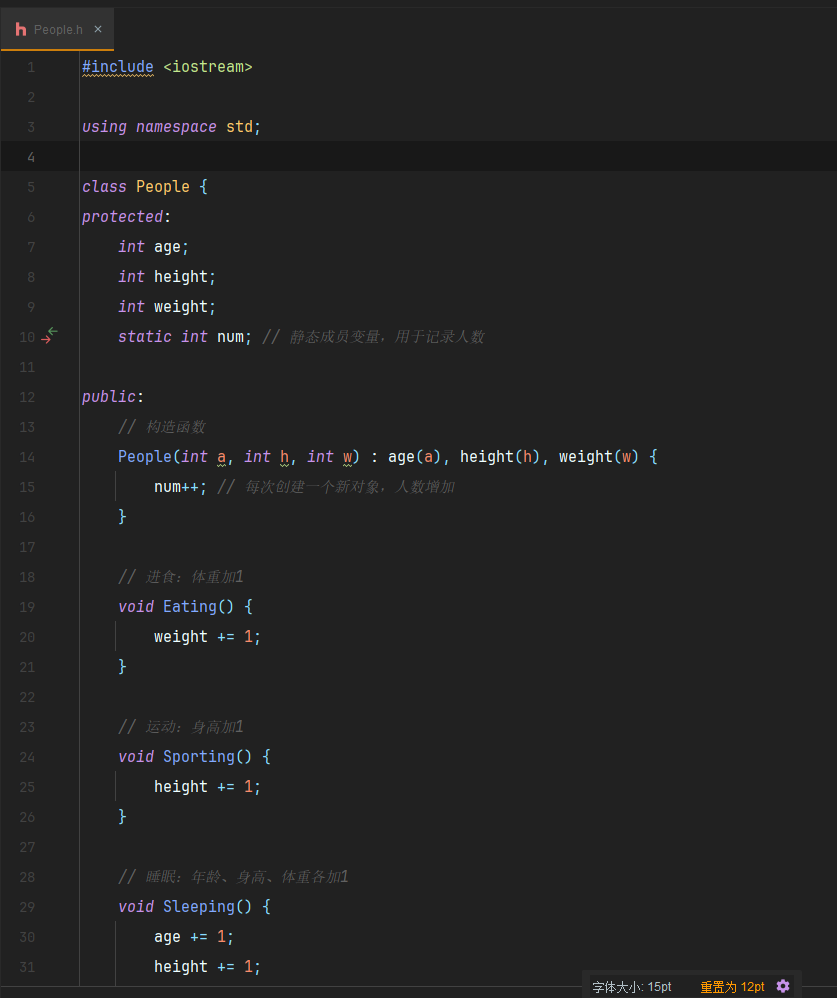 People.h
1 #include <iostream>
2
3 using namespace std;
4
5 class People {
6 protected:
7     int age;
8     int height;
9     int weight;
10     static int num; // 静态成员变量，用于记录人数
11
12 public:
13     // 构造函数
14     People(int a, int h, int w) : age(a), height(h), weight(w) {
15         num++; // 每次创建一个新对象，人数增加
16     }
17
18     // 进食：体重加1
19     void Eating() {
20         weight += 1;
21     }
22
23     // 运动：身高加1
24     void Sporting() {
25         height += 1;
26     }
27
28     // 睡眠：年龄、身高、体重各加1
29     void Sleeping() {
30         age += 1;
31         height += 1;
字体大小: 15pt 重置为 12pt